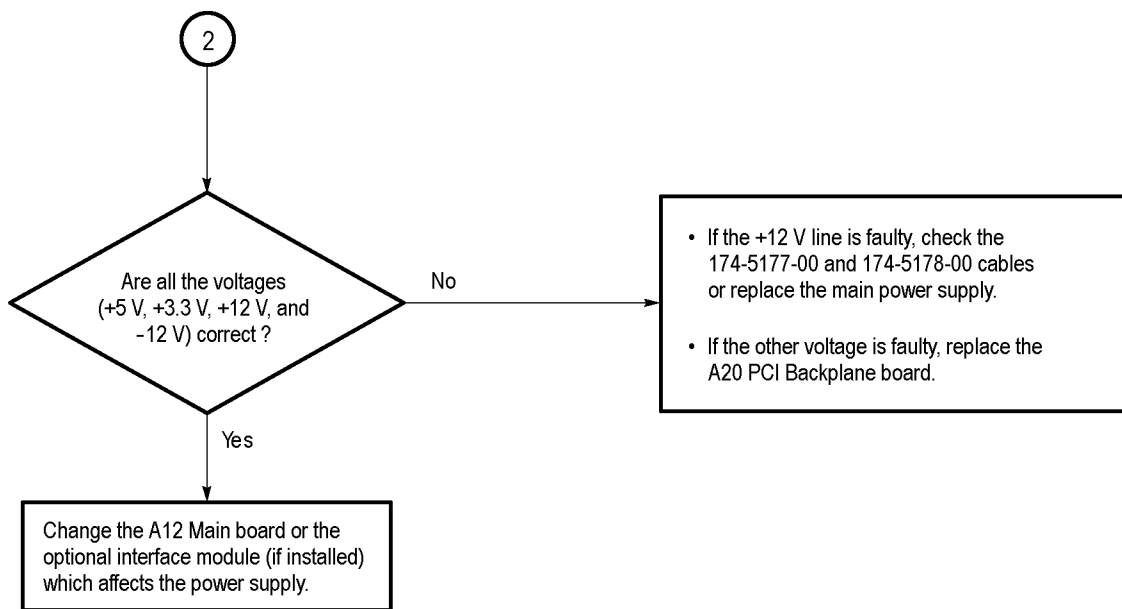 2
Are all the voltages
(+5 V, +3.3 V, +12 V, and
−12 V) correct ?
No
• If the +12 V line is faulty, check the
174-5177-00 and 174-5178-00 cables
or replace the main power supply.
• If the other voltage is faulty, replace the
A20 PCI Backplane board.
Yes
Change the A12 Main board or the
optional interface module (if installed)
which affects the power supply.